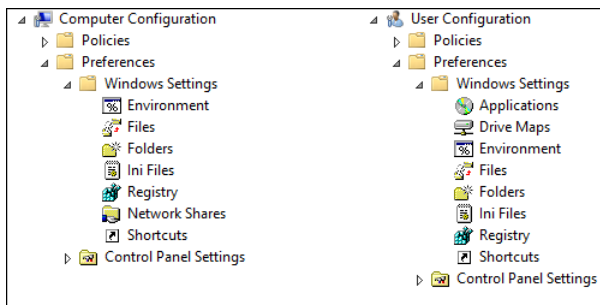 Computer Configuration
Policies
Preferences
Windows Settings
Environment
Files
Folders
Ini Files
Registry
Network Shares
Shortcuts
Control Panel Settings
User Configuration
Policies
Preferences
Windows Settings
Applications
Drive Maps
Environment
Files
Folders
Ini Files
Registry
Shortcuts
Control Panel Settings